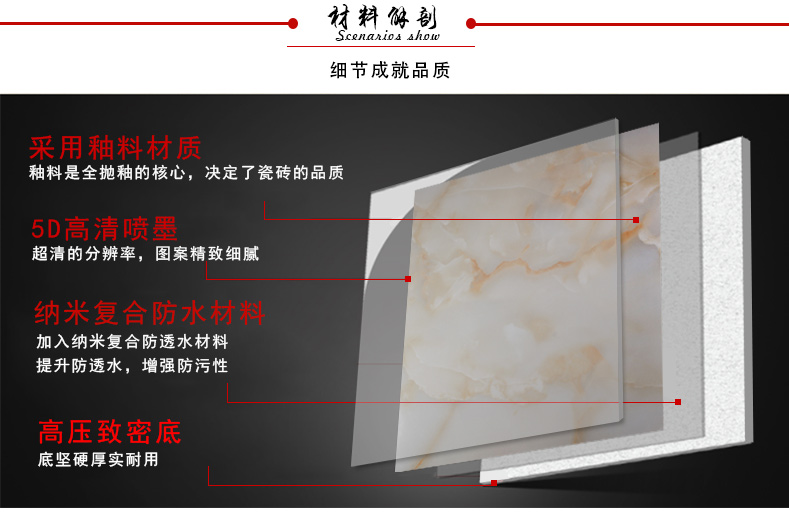 材料解剖
Scenarios show
细节成就品质
采用釉料材质
釉料是全抛釉的核心，决定了瓷砖的品质
5D高清喷墨
超清的分辨率，图案精致细腻
纳米复合防水材料
加入纳米复合防透水材料
提升防透水，增强防污性
高压致密底
底坚硬厚实耐用